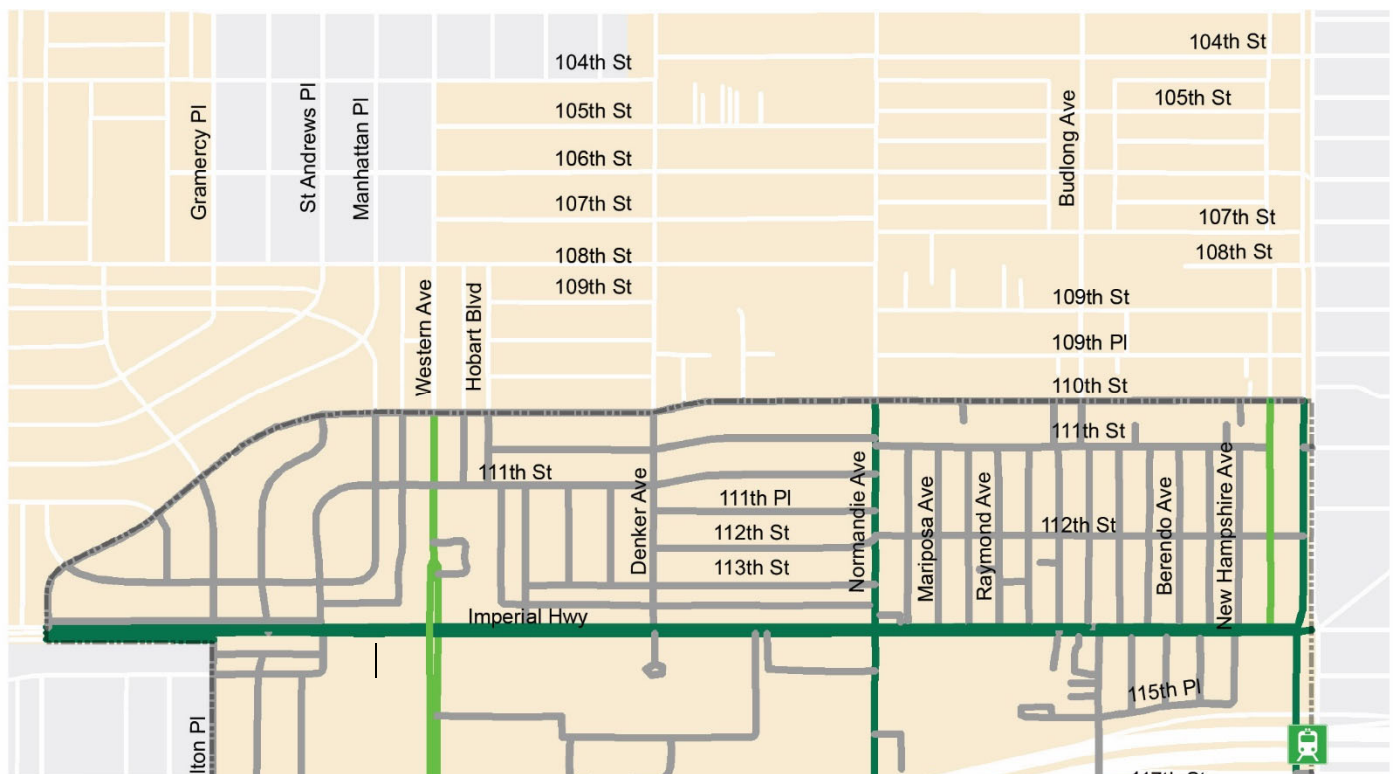 104th St
104th St
105th St
105th St
Gramercy Pl
St Andrews Pl
Manhattan Pl
Budlong Ave
106th St
107th St
107th St
108th St
108th St
109th St
109th St
Western Ave
Hobart Blvd
109th Pl
110th St
111th St
111th St
111th Pl
Denker Ave
Normandie Ave
Mariposa Ave
Raymond Ave
Berendo Ave
New Hampshire Ave
112th St
112th St
113th St
Imperial Hwy
115th Pl
lton Pl